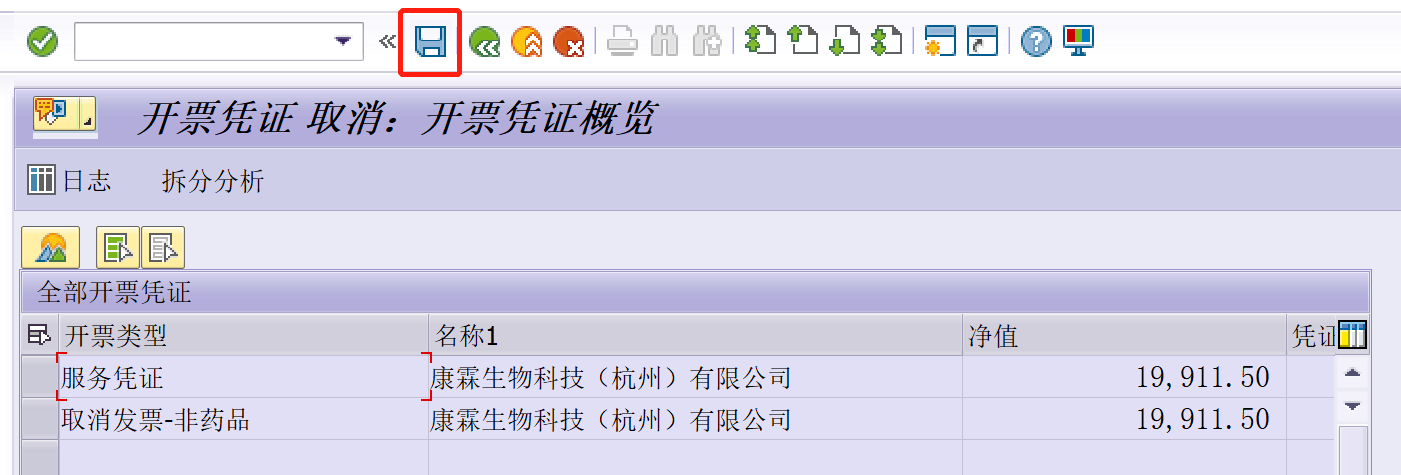 开票凭证 取消：开票凭证概览
日志 拆分分析
全部开票凭证
开票类型 名称1 净值 凭证
服务凭证 康霖生物科技（杭州）有限公司 19,911.50
取消发票-非药品 康霖生物科技（杭州）有限公司 19,911.50